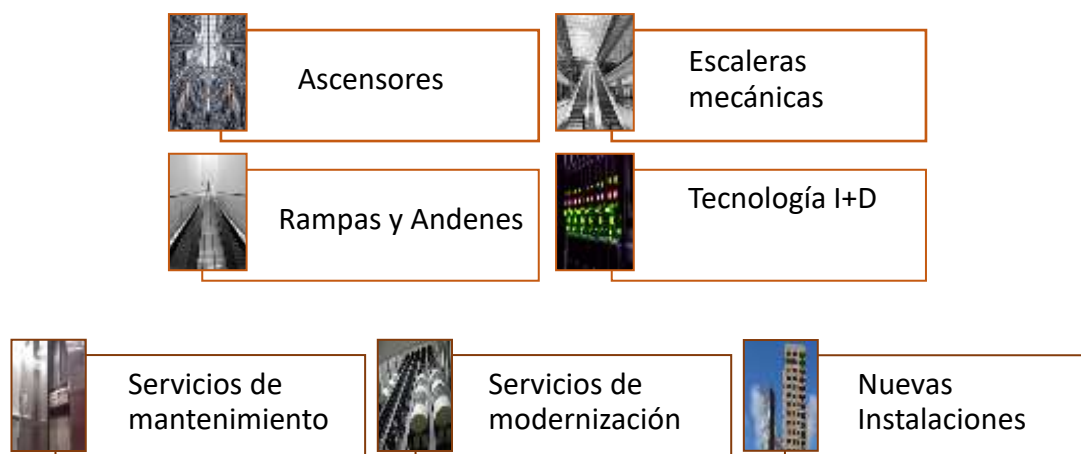 Ascensores
Escaleras
mecánicas
Rampas y Andenes
Tecnología I+D
Servicios de
mantenimiento
Servicios de
modernización
Nuevas
Instalaciones